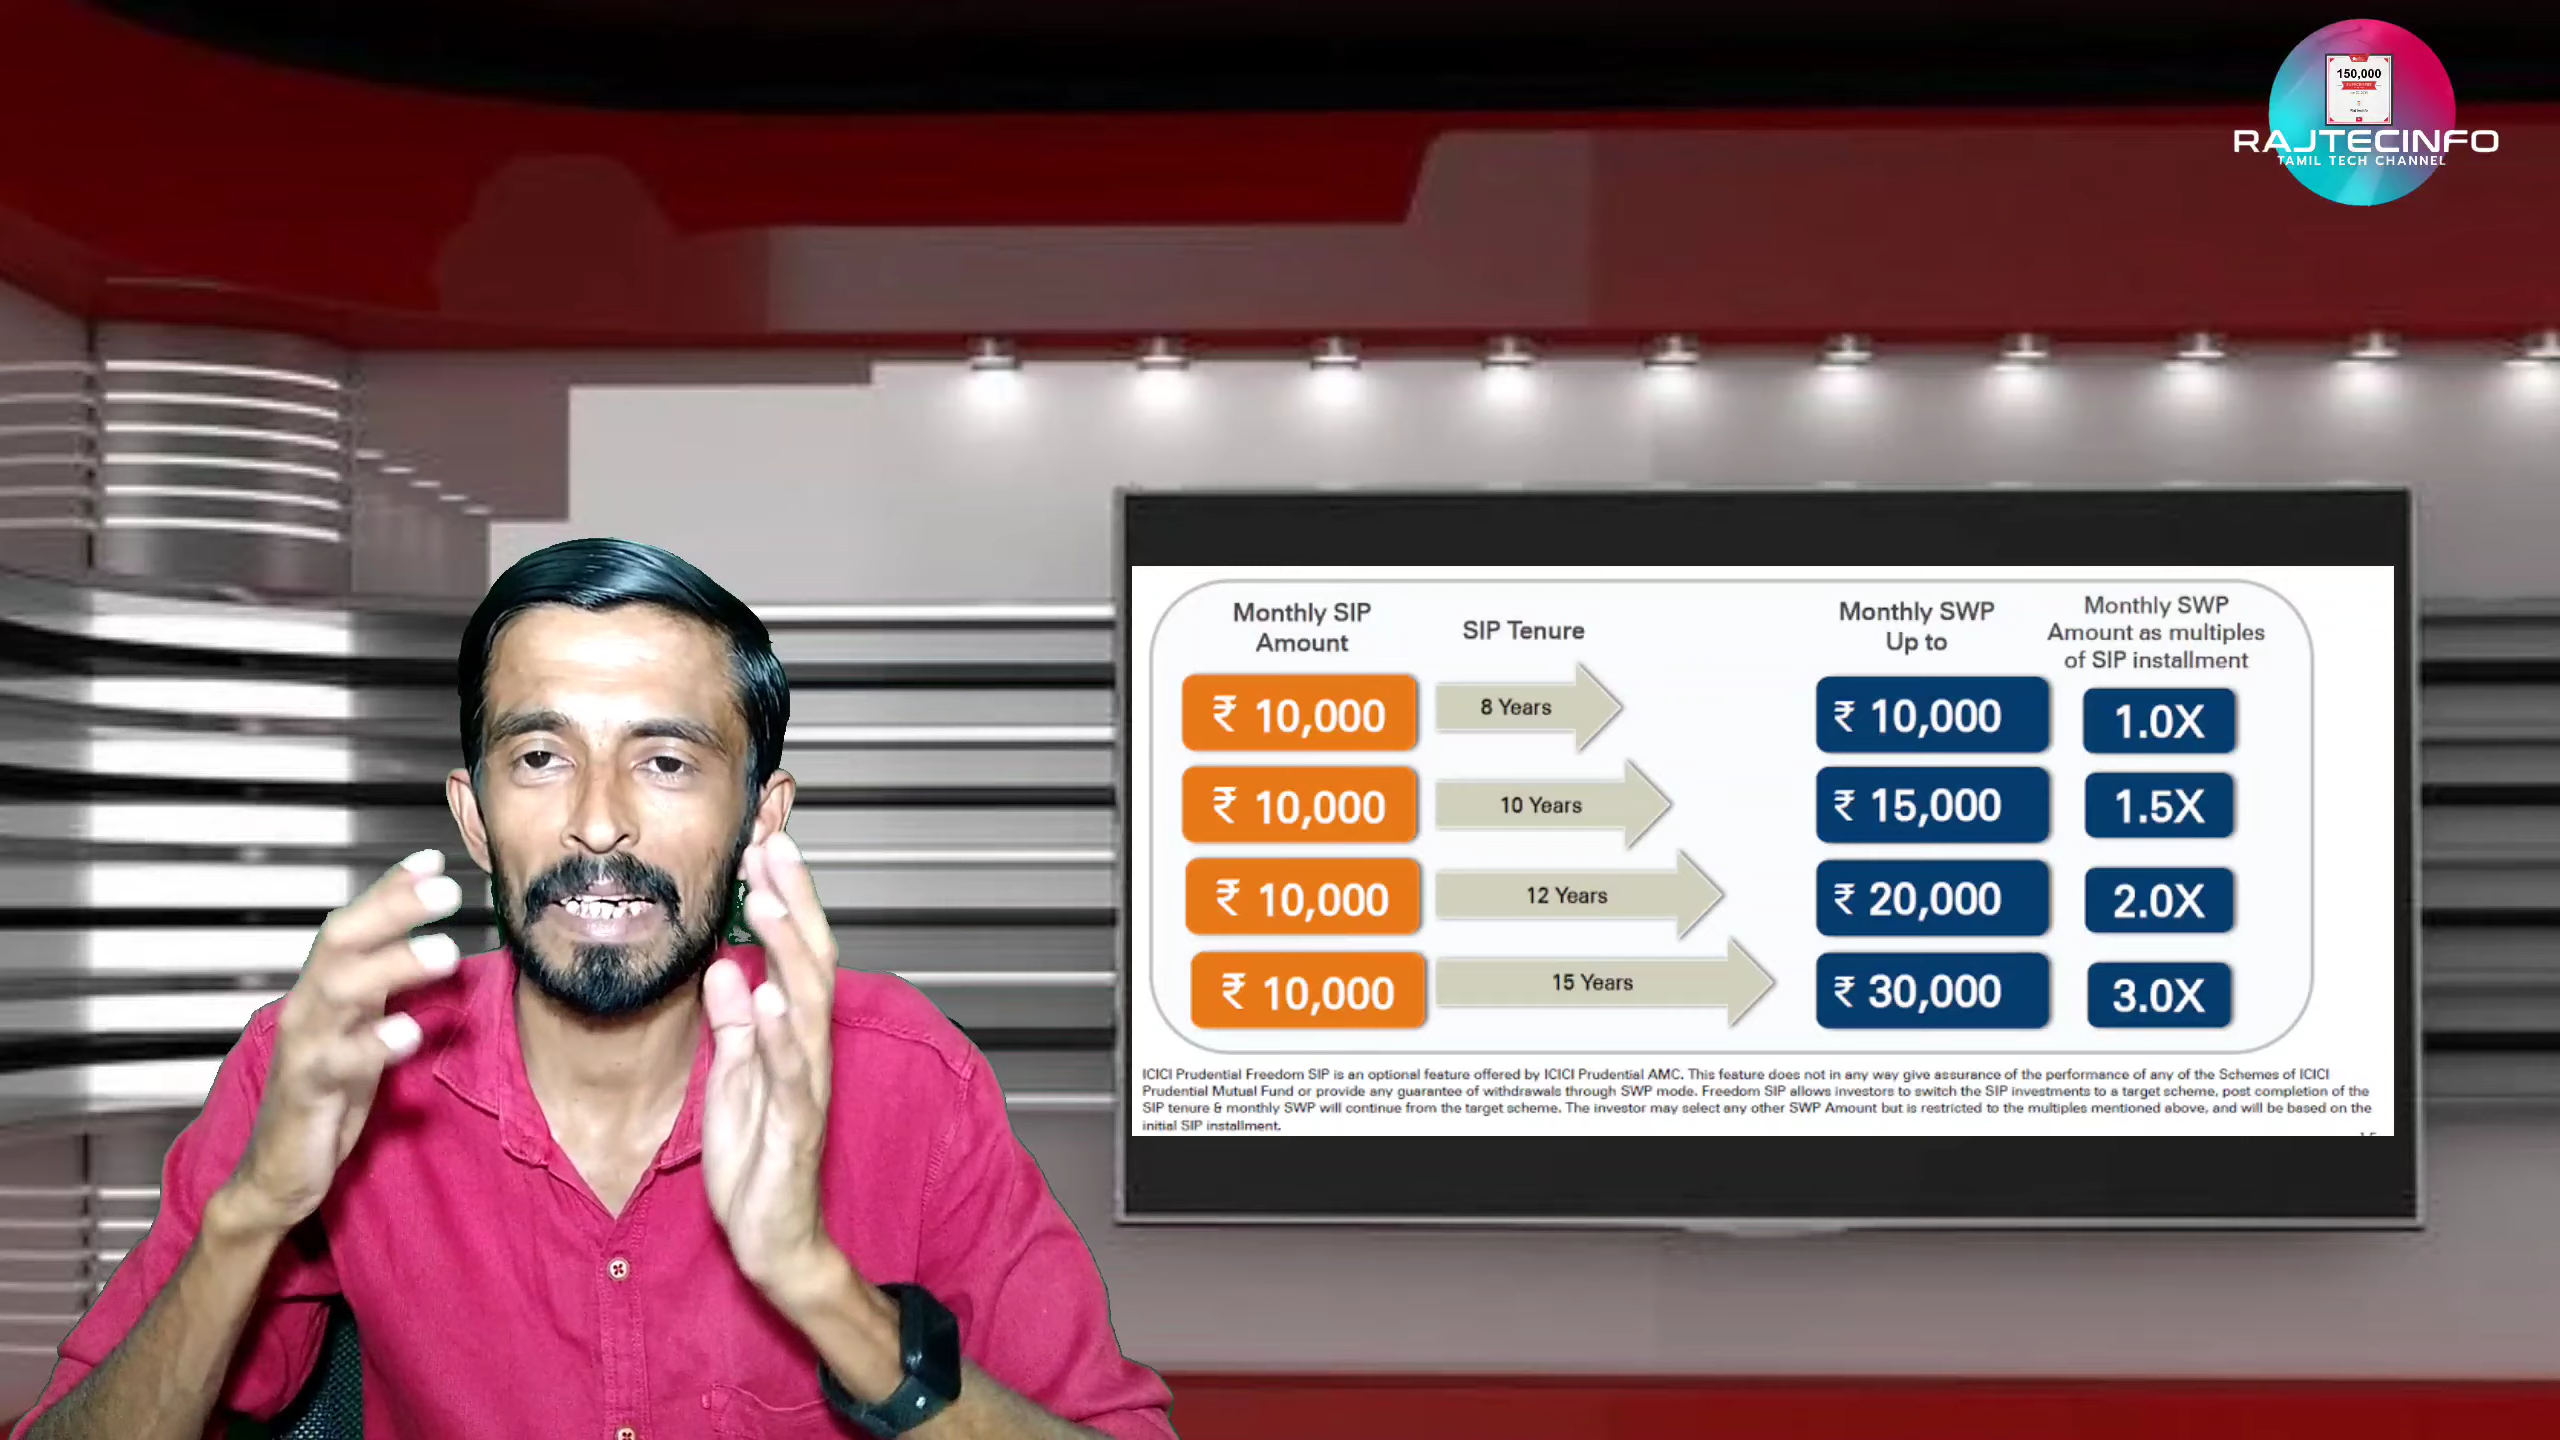 150,000
RAJTECINFO
TAMIL TECH CHANNEL
Monthly SIP
Amount
SIP Tenure
Monthly SWP
Up to
Monthly SWP
Amount as multiples
of SIP installment
₹ 10,000
8 Years
₹ 10,000
1.0X
₹ 10,000
10 Years
₹ 15,000
1.5X
₹ 10,000
12 Years
₹ 20,000
2.0X
₹ 10,000
15 Years
₹ 30,000
3.0X
ICICI Prudential Freedom SIP is an optional feature offered by ICICI Prudential AMC. This feature does not in any way give assurance of the performance of any of the Schemes of ICICI
Prudential Mutual Fund or provide any guarantee of withdrawals through SWP mode. Freedom SIP allows investors to switch the SIP investments to a target scheme, post completion of the
SIP tenure & monthly SWP will continue from the target scheme. The investor may select any other SWP Amount but is restricted to the multiples mentioned above, and will be based on the
initial SIP installment.